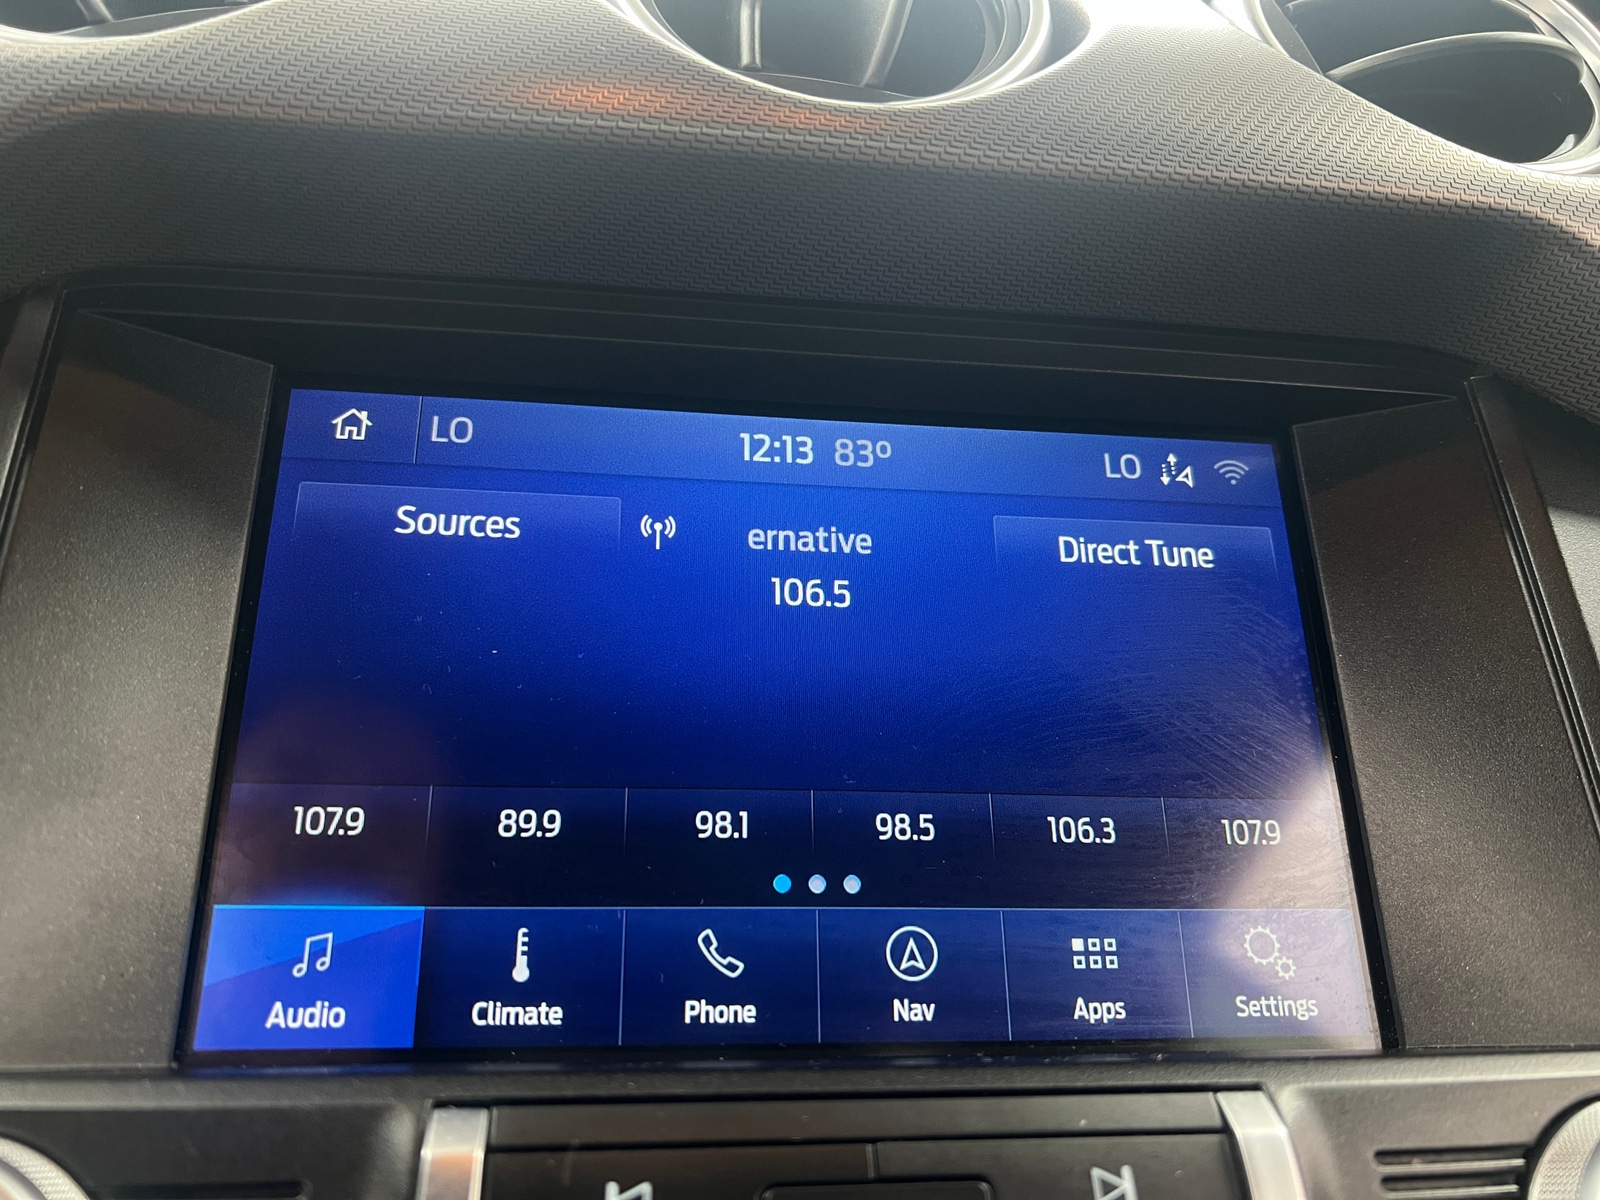 LO 12:13 83° LO
Sources ernative Direct Tune
106.5
107.9 89.9 98.1 98.5 106.3 107.9
Audio Climate Phone Nav Apps Settings